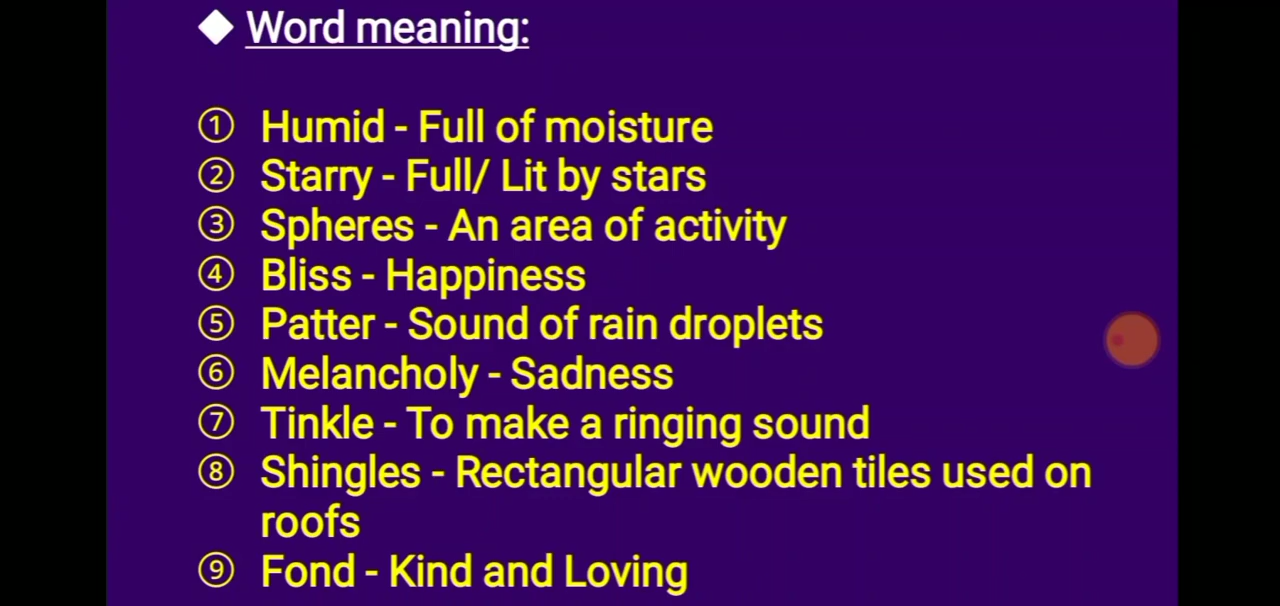 ◆ Word meaning:
① Humid - Full of moisture
② Starry - Full/ Lit by stars
③ Spheres - An area of activity
④ Bliss - Happiness
⑤ Patter - Sound of rain droplets
⑥ Melancholy - Sadness
⑦ Tinkle - To make a ringing sound
⑧ Shingles - Rectangular wooden tiles used on
roofs
⑨ Fond - Kind and Loving